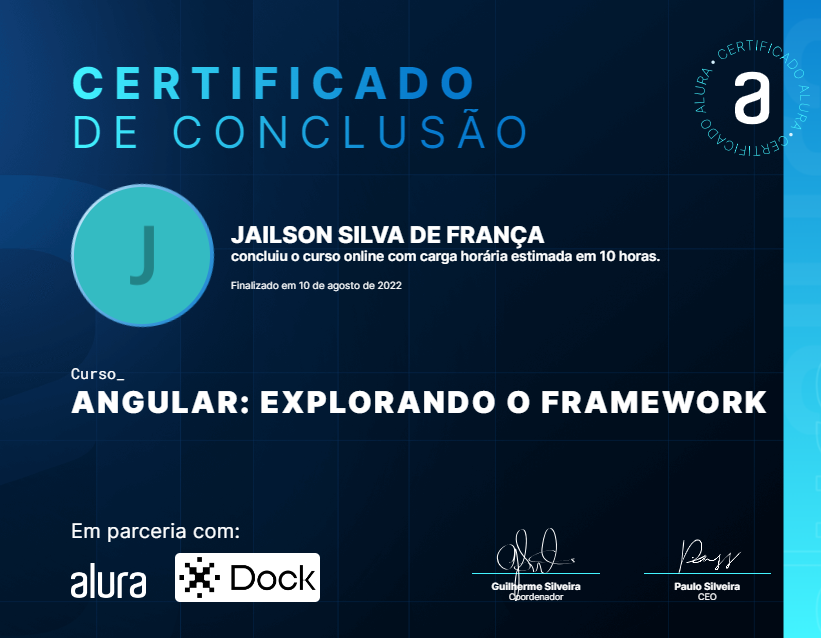 CERTIFICADO
DE CONCLUSÃO
CERTIFICADO ALURA • CERTIFICADO ALURA •
a
J
JAILSON SILVA DE FRANÇA
concluiu o curso online com carga horária estimada em 10 horas.
Finalizado em 10 de agosto de 2022
Curso_
ANGULAR: EXPLORANDO O FRAMEWORK
Em parceria com:
alura
Dock
Guilherme Silveira
Coordenador
Paulo Silveira
CEO